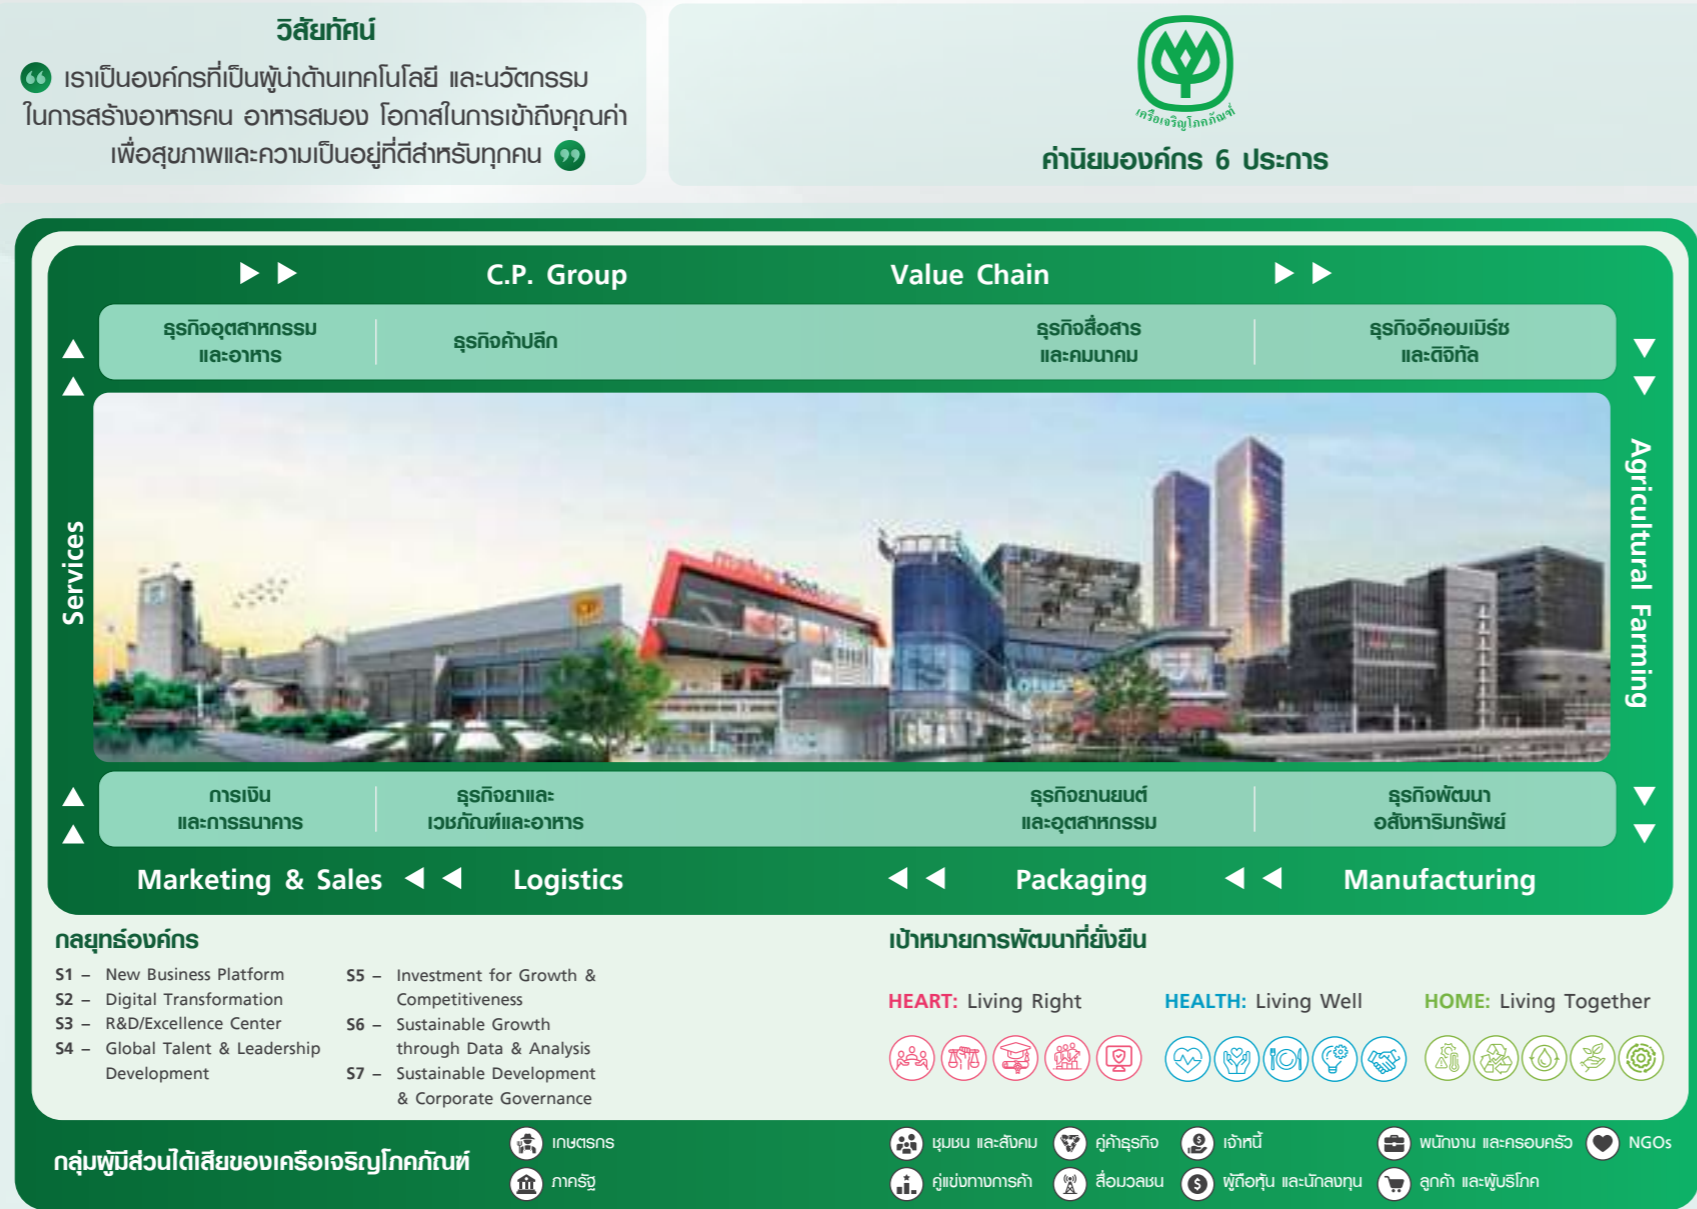 วิสัยทัศน์
เราเป็นองค์กรที่เป็นผู้นำด้านเทคโนโลยี และนวัตกรรม
ในการสร้างอาหารคน อาหารสมอง โอกาสในการเข้าถึงคุณค่า
เพื่อสุขภาพและความเป็นอยู่ที่ดีสำหรับทุกคน
เครือเจริญโภคภัณฑ์
ค่านิยมองค์กร 6 ประการ
C.P. Group Value Chain
ธุรกิจอุตสาหกรรม
และอาหาร
ธุรกิจค้าปลีก
ธุรกิจสื่อสาร
และคมนาคม
ธุรกิจอีคอมเมิร์ซ
และดิจิทัล
Services
Agricultural Farming
makro food
Lotus's
การเงิน
และการธนาคาร
ธุรกิจยาและ
เวชภัณฑ์และอาหาร
ธุรกิจยานยนต์
และอุตสาหกรรม
ธุรกิจพัฒนา
อสังหาริมทรัพย์
Marketing & Sales
Logistics
Packaging
Manufacturing
กลยุทธ์องค์กร
S1 – New Business Platform
S2 – Digital Transformation
S3 – R&D/Excellence Center
S4 – Global Talent & Leadership
Development
S5 – Investment for Growth &
Competitiveness
S6 – Sustainable Growth
through Data & Analysis
S7 – Sustainable Development
& Corporate Governance
เป้าหมายการพัฒนาที่ยั่งยืน
HEART: Living Right
HEALTH: Living Well
HOME: Living Together
กลุ่มผู้มีส่วนได้เสียของเครือเจริญโภคภัณฑ์
เกษตรกร
ภาครัฐ
ชุมชน และสังคม
คู่ค้าธุรกิจ
เจ้าหนี้
พนักงาน และครอบครัว
NGOs
คู่แข่งทางการค้า
สื่อมวลชน
ผู้ถือหุ้น และนักลงทุน
ลูกค้า และผู้บริโภค